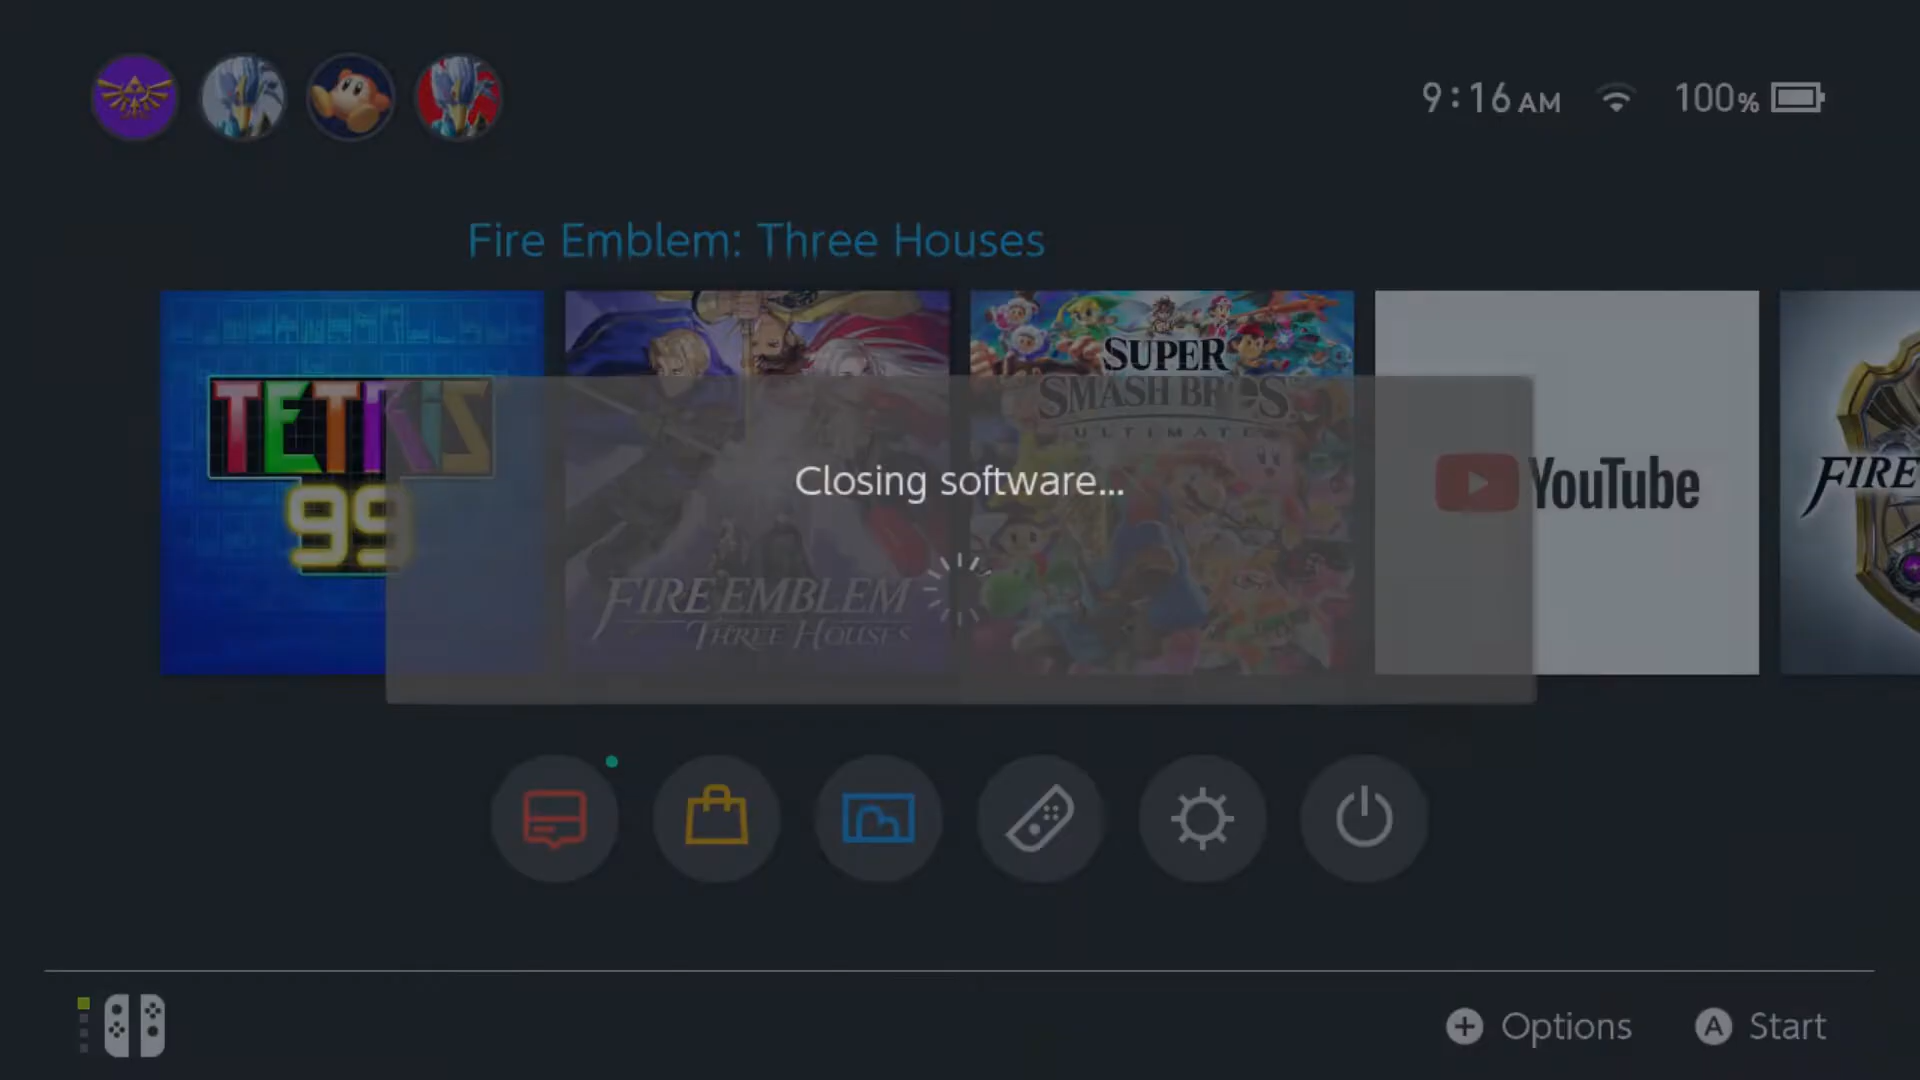 9:16 AM 100%
Fire Emblem: Three Houses
TETRIS
99
FIRE EMBLEM
THREE HOUSES
SUPER
SMASH BROS.
ULTIMATE
YouTube
FIRE
Closing software...
+ Options A Start